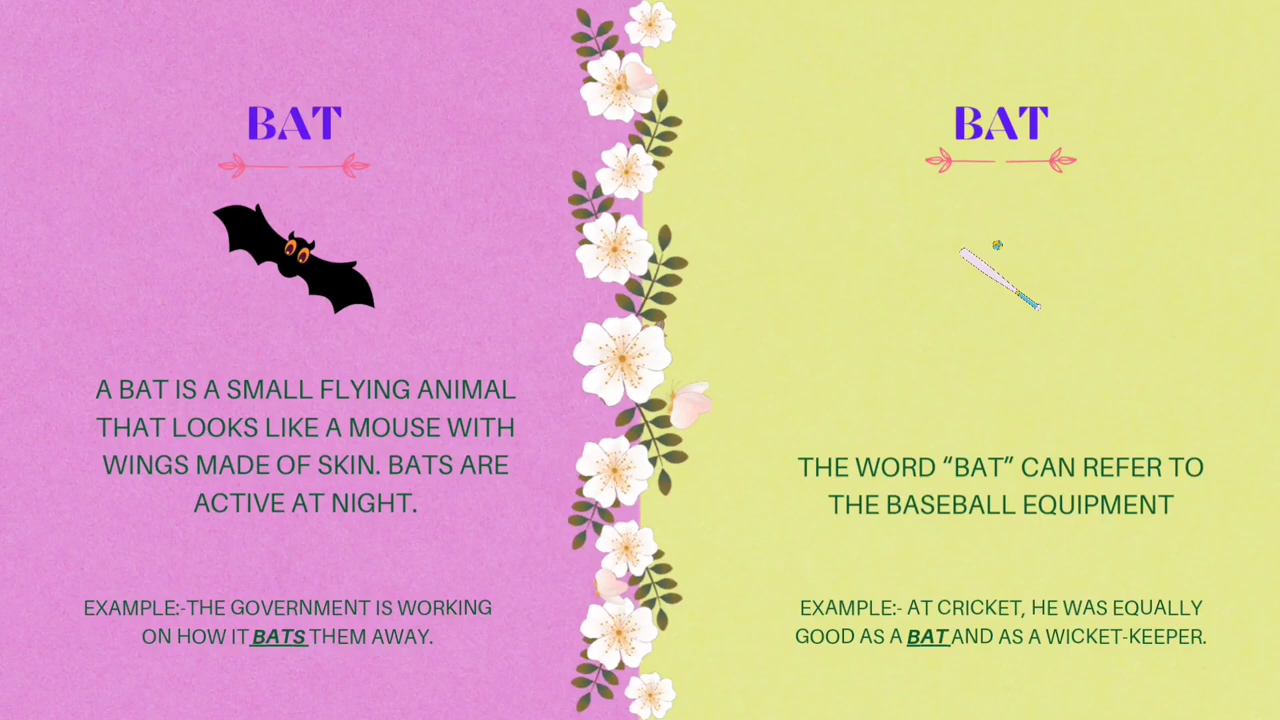 BAT
A BAT IS A SMALL FLYING ANIMAL
THAT LOOKS LIKE A MOUSE WITH
WINGS MADE OF SKIN. BATS ARE
ACTIVE AT NIGHT.
EXAMPLE:-THE GOVERNMENT IS WORKING
ON HOW IT BATS THEM AWAY.
BAT
THE WORD “BAT” CAN REFER TO
THE BASEBALL EQUIPMENT
EXAMPLE:- AT CRICKET, HE WAS EQUALLY
GOOD AS A BAT AND AS A WICKET-KEEPER.